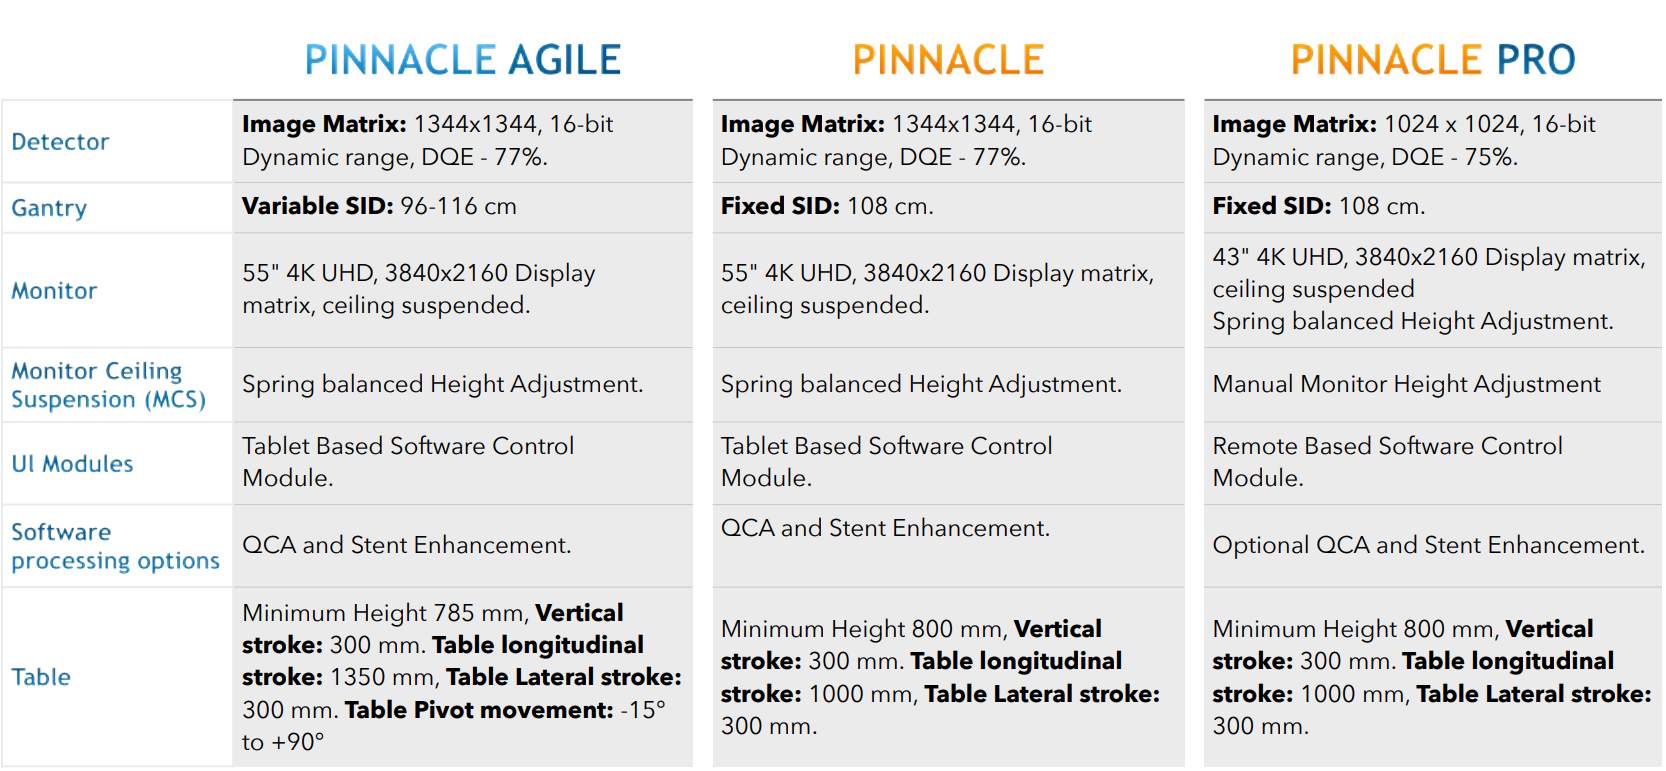 PINNACLE AGILE
PINNACLE
PINNACLE PRO
Detector
Image Matrix: 1344x1344, 16-bit
Dynamic range, DQE - 77%.
Image Matrix: 1344x1344, 16-bit
Dynamic range, DQE - 77%.
Image Matrix: 1024 x 1024, 16-bit
Dynamic range, DQE - 75%.
Gantry
Variable SID: 96-116 cm
Fixed SID: 108 cm.
Fixed SID: 108 cm.
Monitor
55" 4K UHD, 3840x2160 Display
matrix, ceiling suspended.
55" 4K UHD, 3840x2160 Display matrix,
ceiling suspended.
43" 4K UHD, 3840x2160 Display matrix,
ceiling suspended
Spring balanced Height Adjustment.
Monitor Ceiling
Suspension (MCS)
Spring balanced Height Adjustment.
Spring balanced Height Adjustment.
Manual Monitor Height Adjustment
UI Modules
Tablet Based Software Control
Module.
Tablet Based Software Control
Module.
Remote Based Software Control
Module.
Software
processing options
QCA and Stent Enhancement.
QCA and Stent Enhancement.
Optional QCA and Stent Enhancement.
Table
Minimum Height 785 mm, Vertical
stroke: 300 mm. Table longitudinal
stroke: 1350 mm, Table Lateral stroke:
300 mm. Table Pivot movement: -15°
to +90°
Minimum Height 800 mm, Vertical
stroke: 300 mm. Table longitudinal
stroke: 1000 mm, Table Lateral stroke:
300 mm.
Minimum Height 800 mm, Vertical
stroke: 300 mm. Table longitudinal
stroke: 1000 mm, Table Lateral stroke:
300 mm.